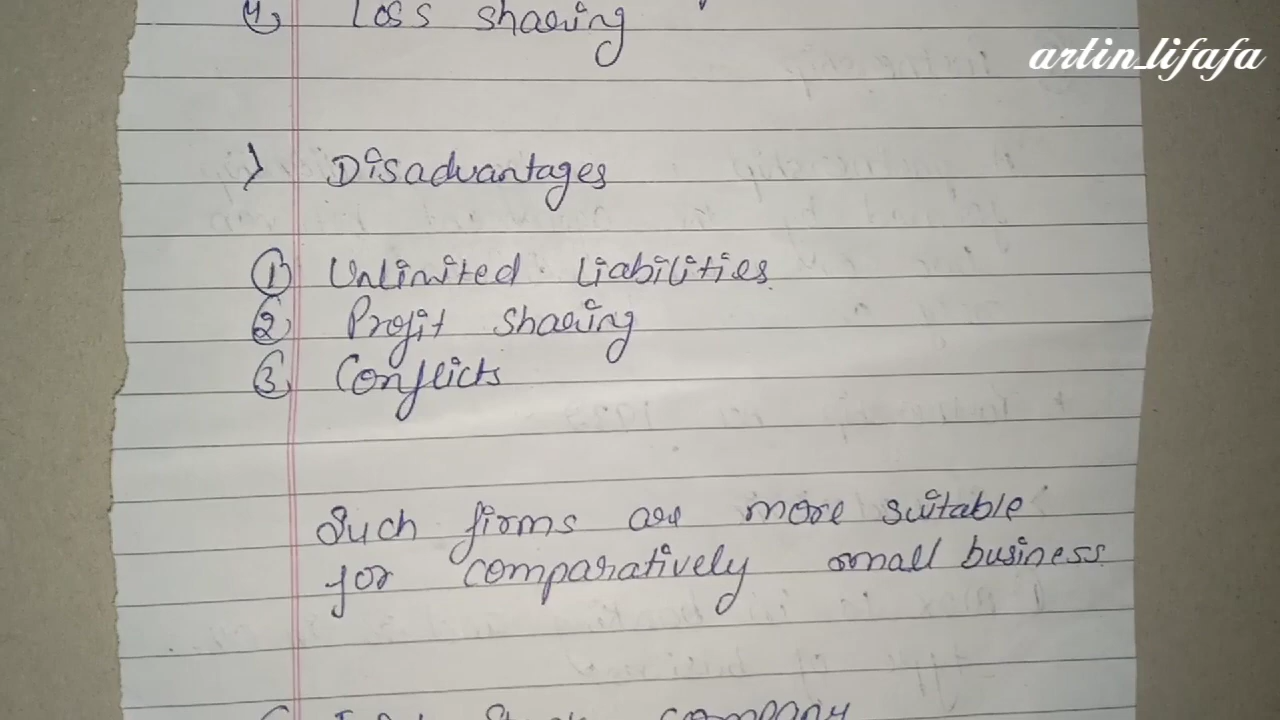 4, Loss sharing
artin_lifafa
> Disadvantages
① Unlimited Liabilities
② Profit Sharing
③ Conflicts
Such firms are more suitable
for comparatively small business
Company